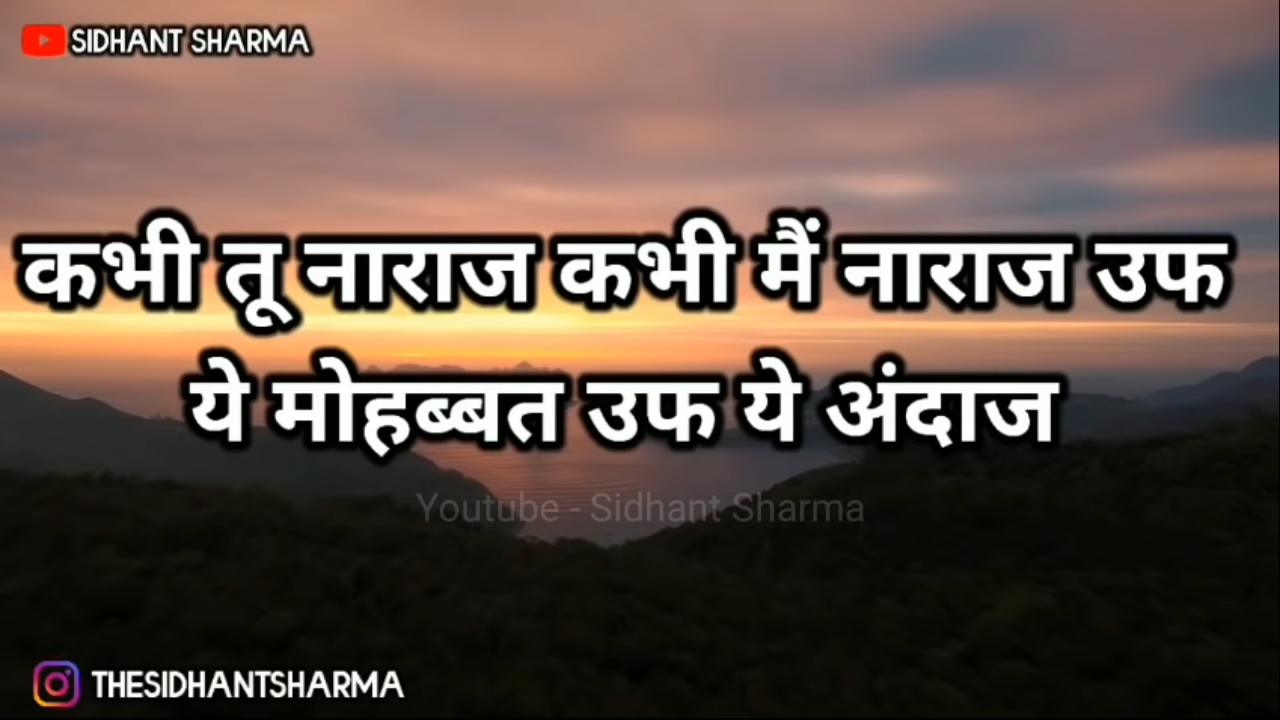 SIDHANT SHARMA
कभी तू नाराज कभी मैं नाराज उफ
ये मोहब्बत उफ ये अंदाज
Youtube - Sidhant Sharma
THESIDHANTSHARMA